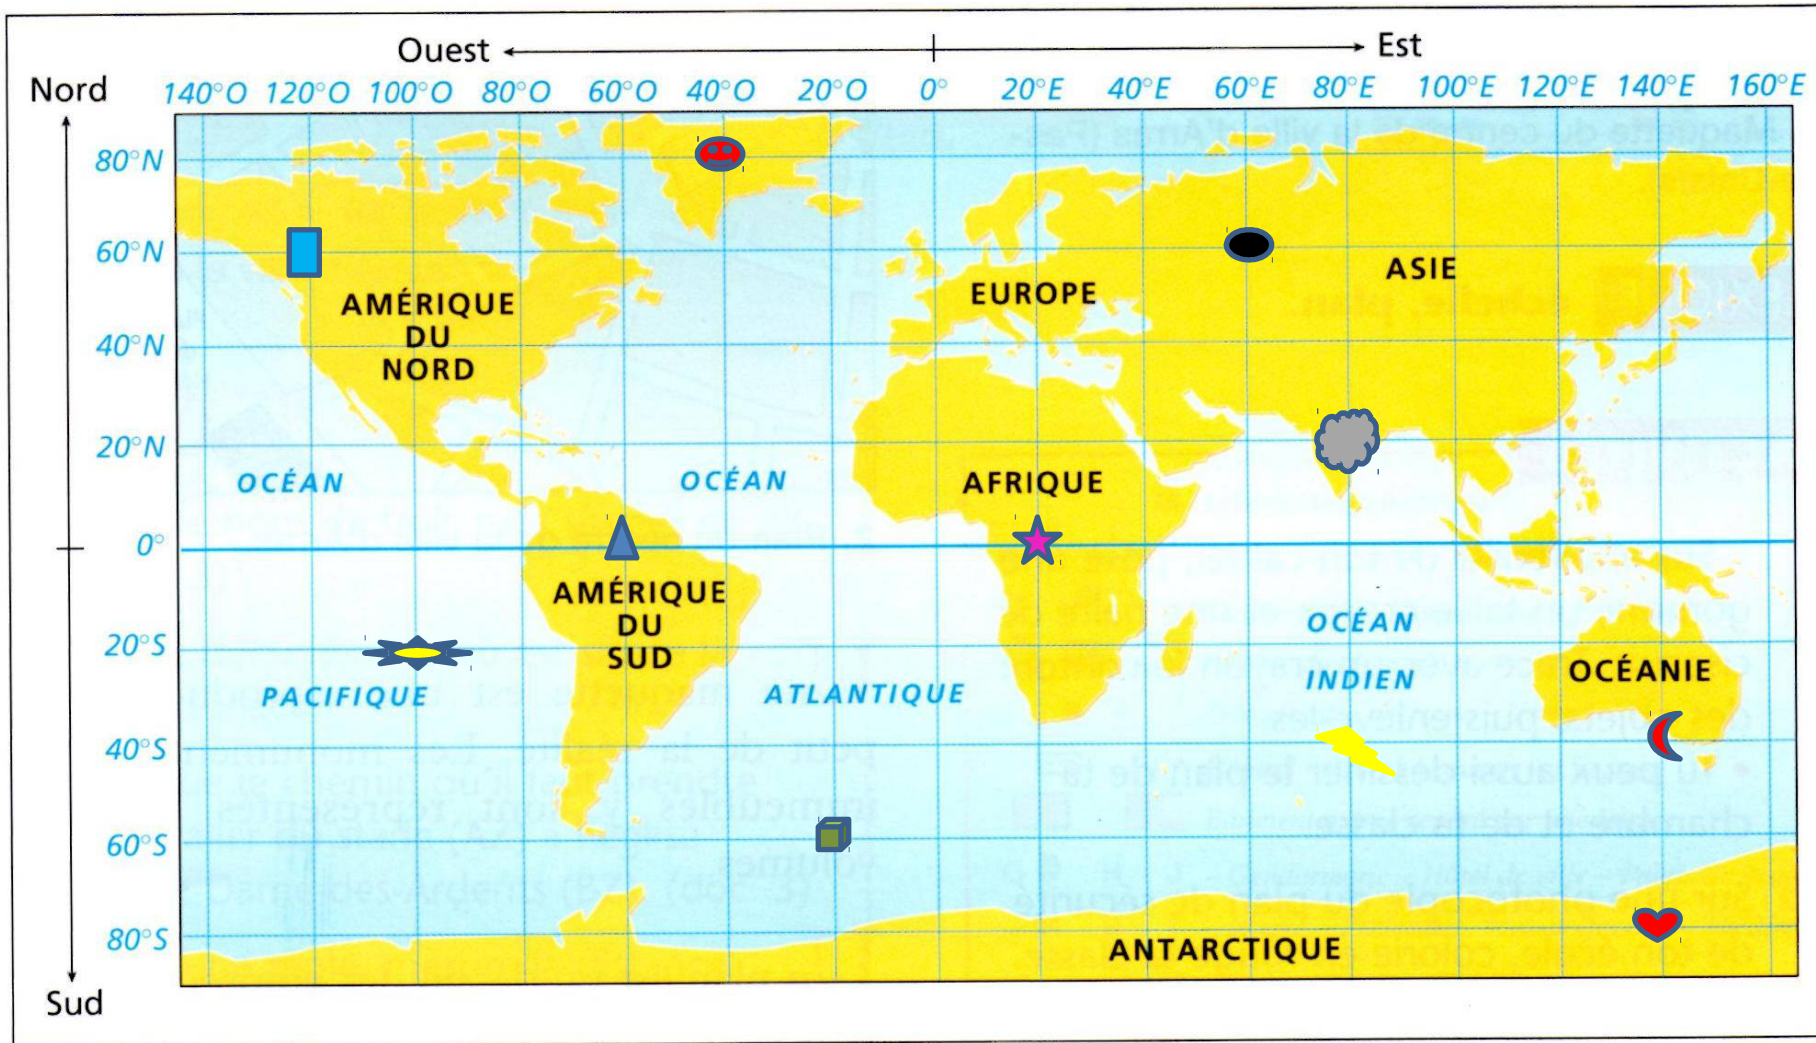 Ouest Est
Nord
140°O 120°O 100°O 80°O 60°O 40°O 20°O 0° 20°E 40°E 60°E 80°E 100°E 120°E 140°E 160°E
80°N
60°N
ASIE
EUROPE
AMÉRIQUE
DU
NORD
40°N
20°N
OCÉAN OCÉAN AFRIQUE
0°
AMÉRIQUE
DU
SUD
OCÉAN
INDIEN
20°S
OCÉANIE
PACIFIQUE ATLANTIQUE
40°S
60°S
80°S
ANTARCTIQUE
Sud